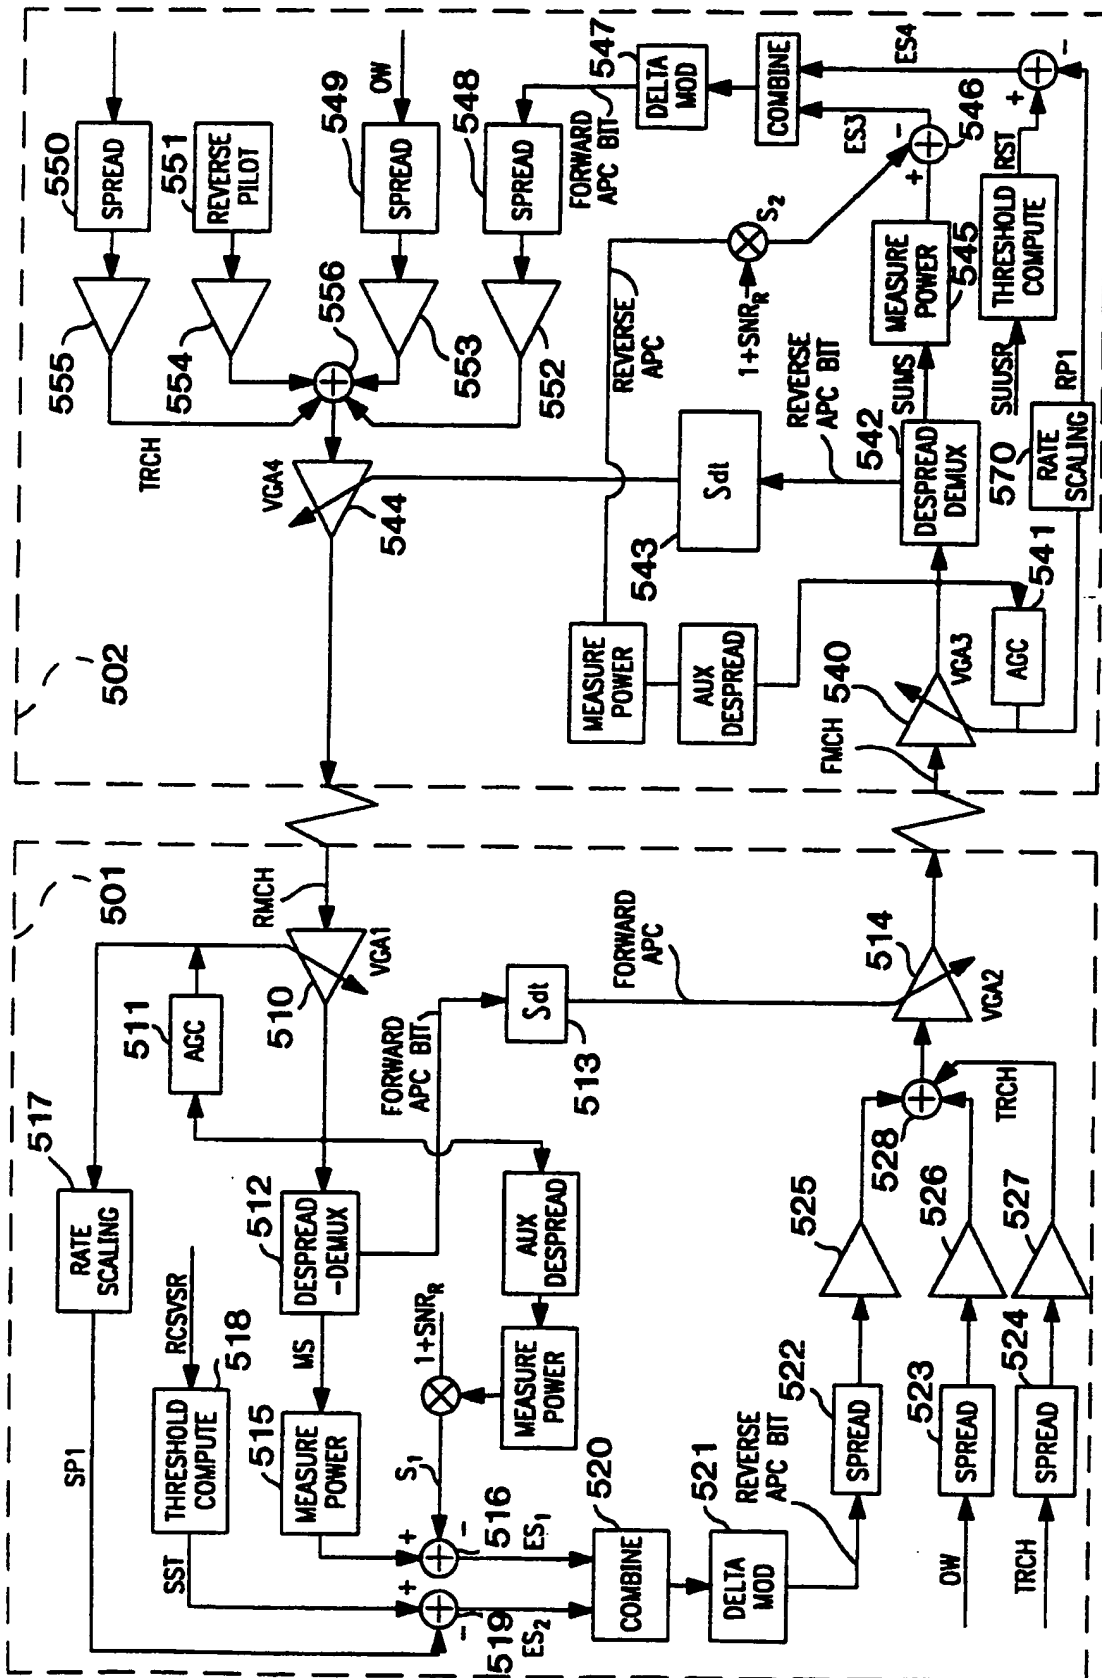 501
517
RATE
SCALING
511
AGC
RMCH
510
VGA1
SP1
RCSVSR
518
THRESHOLD
COMPUTE
SST
512
DESPREAD
-DEMUX
MS
515
MEASURE
POWER
FORWARD
APC BIT
∫dt
513
FORWARD
APC
AUX
DESPREAD
MEASURE
POWER
1+SNRR
S1
+
-
516
ES1
+
-
519
ES2
520
COMBINE
521
DELTA
MOD
REVERSE
APC BIT
522
SPREAD
525
OW
523
SPREAD
526
TRCH
524
SPREAD
527
TRCH
528
+
514
VGA2
502
550
SPREAD
555
TRCH
551
REVERSE
PILOT
554
556
+
549
OW
SPREAD
553
548
SPREAD
552
VGA4
544
FORWARD
APC BIT
547
DELTA
MOD
COMBINE
ES3
ES4
REVERSE
APC
1+SNRR
S2
+
-
546
MEASURE
POWER
AUX
DESPREAD
∫dt
543
REVERSE
APC BIT
542
DESPREAD
DEMUX
SUMS
MEASURE
POWER
545
FMCH
540
VGA3
AGC
541
SUUSR
THRESHOLD
COMPUTE
RST
+
-
570
RATE
SCALING
RP1